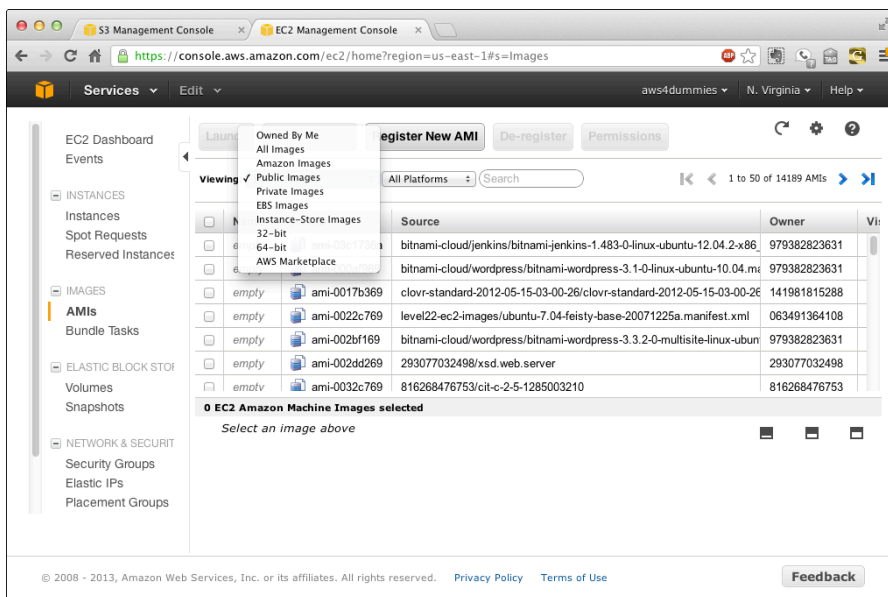 S3 Management Console
EC2 Management Console
https://console.aws.amazon.com/ec2/home?region=us-east-1#s=Images
ABP
Services Edit aws4dummies N. Virginia Help
EC2 Dashboard
Events
INSTANCES
Instances
Spot Requests
Reserved Instances
IMAGES
AMIs
Bundle Tasks
ELASTIC BLOCK STOR
Volumes
Snapshots
NETWORK & SECURIT
Security Groups
Elastic IPs
Placement Groups
Register New AMI De-register Permissions
Viewing
Owned By Me
All Images
Amazon Images
✓ Public Images
Private Images
EBS Images
Instance-Store Images
32-bit
64-bit
AWS Marketplace
All Platforms Search 1 to 50 of 14189 AMIs
Source Owner
bitnami-cloud/jenkins/bitnami-jenkins-1.483-0-linux-ubuntu-12.04.2-x86_ 979382823631
bitnami-cloud/wordpress/bitnami-wordpress-3.1-0-linux-ubuntu-10.04.ma 979382823631
empty ami-0017b369 clovr-standard-2012-05-15-03-00-26/clovr-standard-2012-05-15-03-00-26 141981815288
empty ami-0022c769 level22-ec2-images/ubuntu-7.04-feisty-base-20071225a.manifest.xml 063491364108
empty ami-002bf169 bitnami-cloud/wordpress/bitnami-wordpress-3.3.2-0-multisite-linux-ubun 979382823631
empty ami-002dd269 293077032498/xsd.web.server 293077032498
empty ami-0032c769 816268476753/cit-c-2-5-1285003210 816268476753
0 EC2 Amazon Machine Images selected
Select an image above
© 2008 - 2013, Amazon Web Services, Inc. or its affiliates. All rights reserved. Privacy Policy Terms of Use Feedback